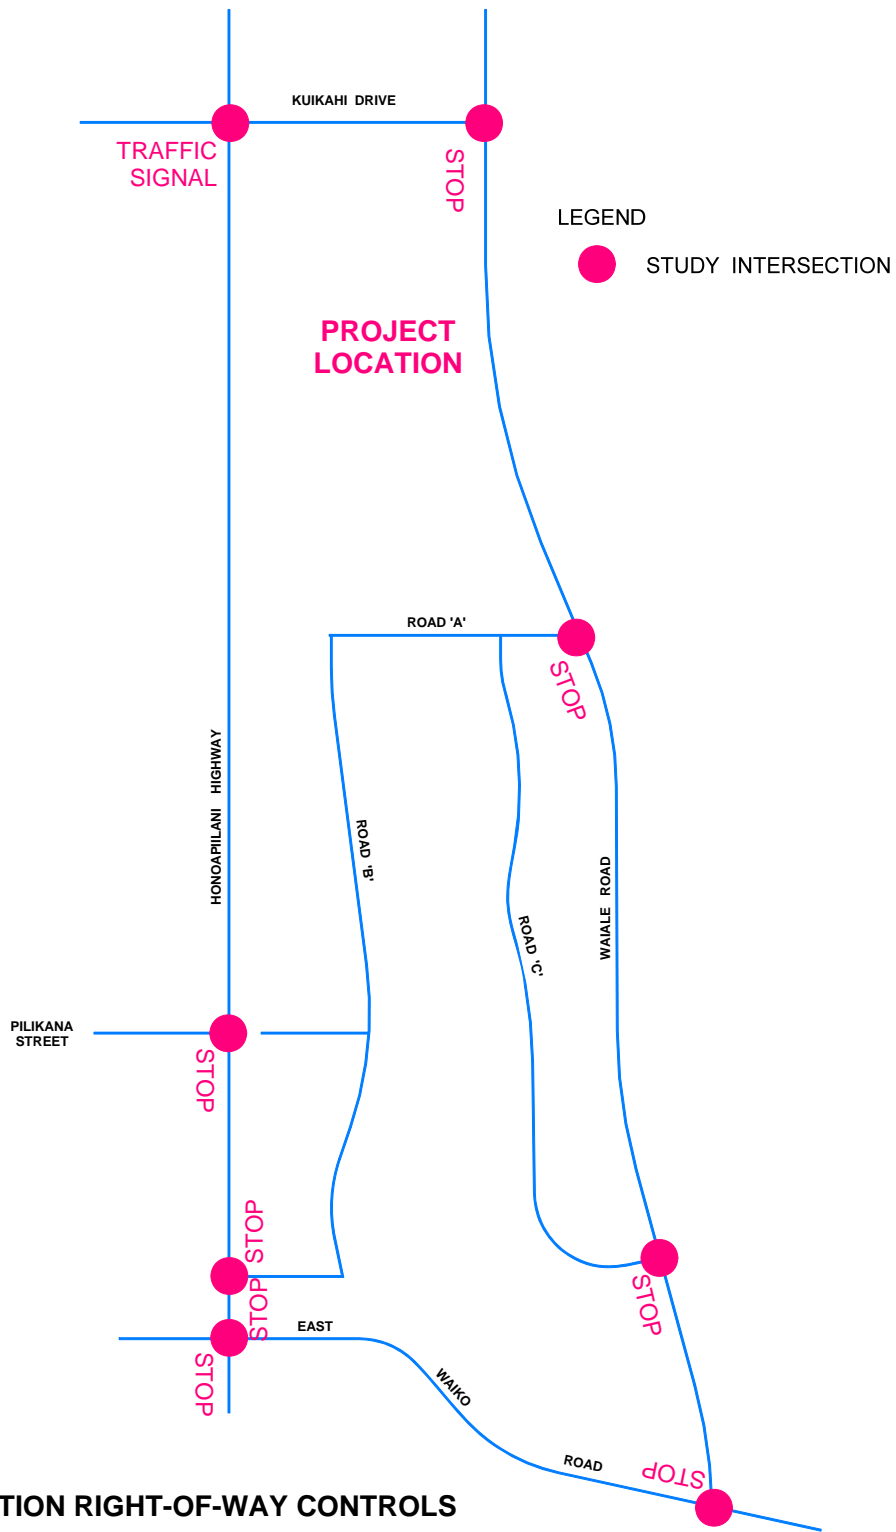 KUIKAHI DRIVE
TRAFFIC
SIGNAL
STOP
LEGEND
STUDY INTERSECTION
PROJECT
LOCATION
ROAD 'A'
STOP
HONOAPIILANI HIGHWAY
ROAD 'B'
WAIALE ROAD
ROAD 'C'
PILIKANA
STREET
STOP
STOP
STOP
STOP
EAST
STOP
WAIKO
ROAD
STOP
TION RIGHT-OF-WAY CONTROLS